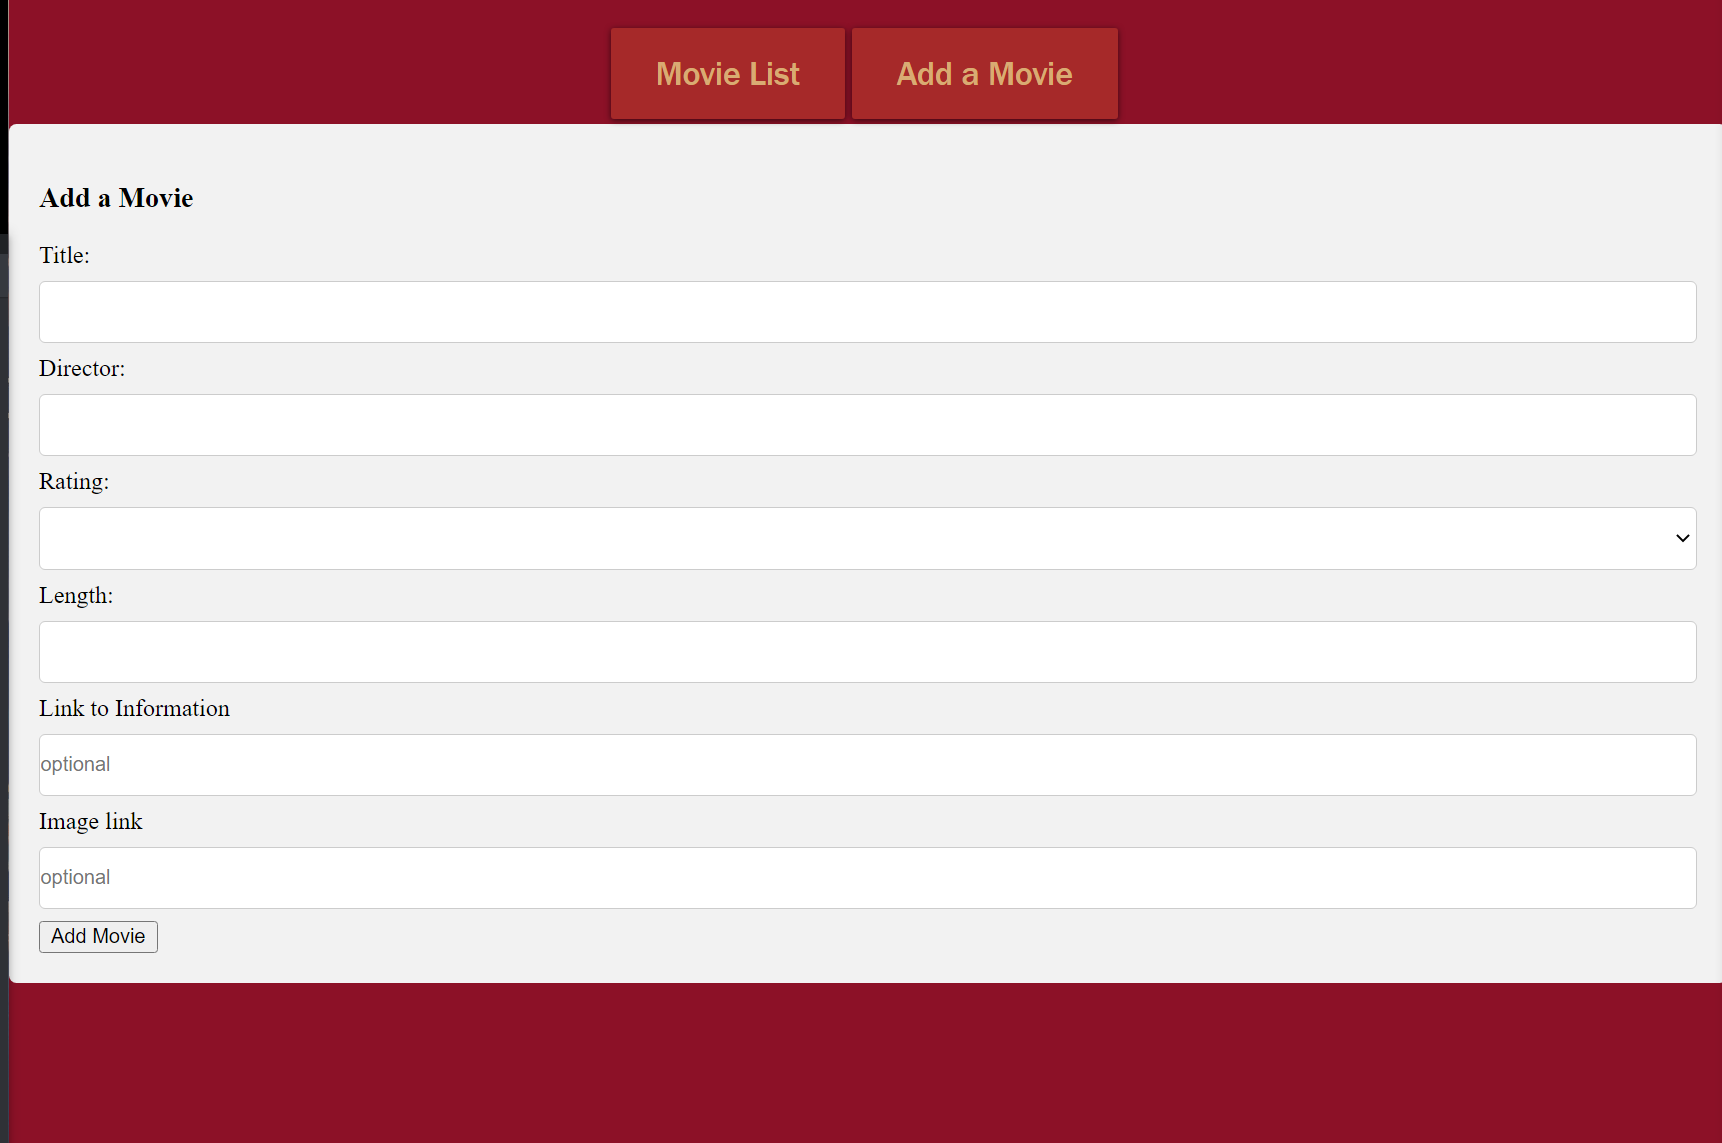 Movie List Add a Movie
Add a Movie
Title:
Director:
Rating:
Length:
Link to Information
optional
Image link
optional
Add Movie